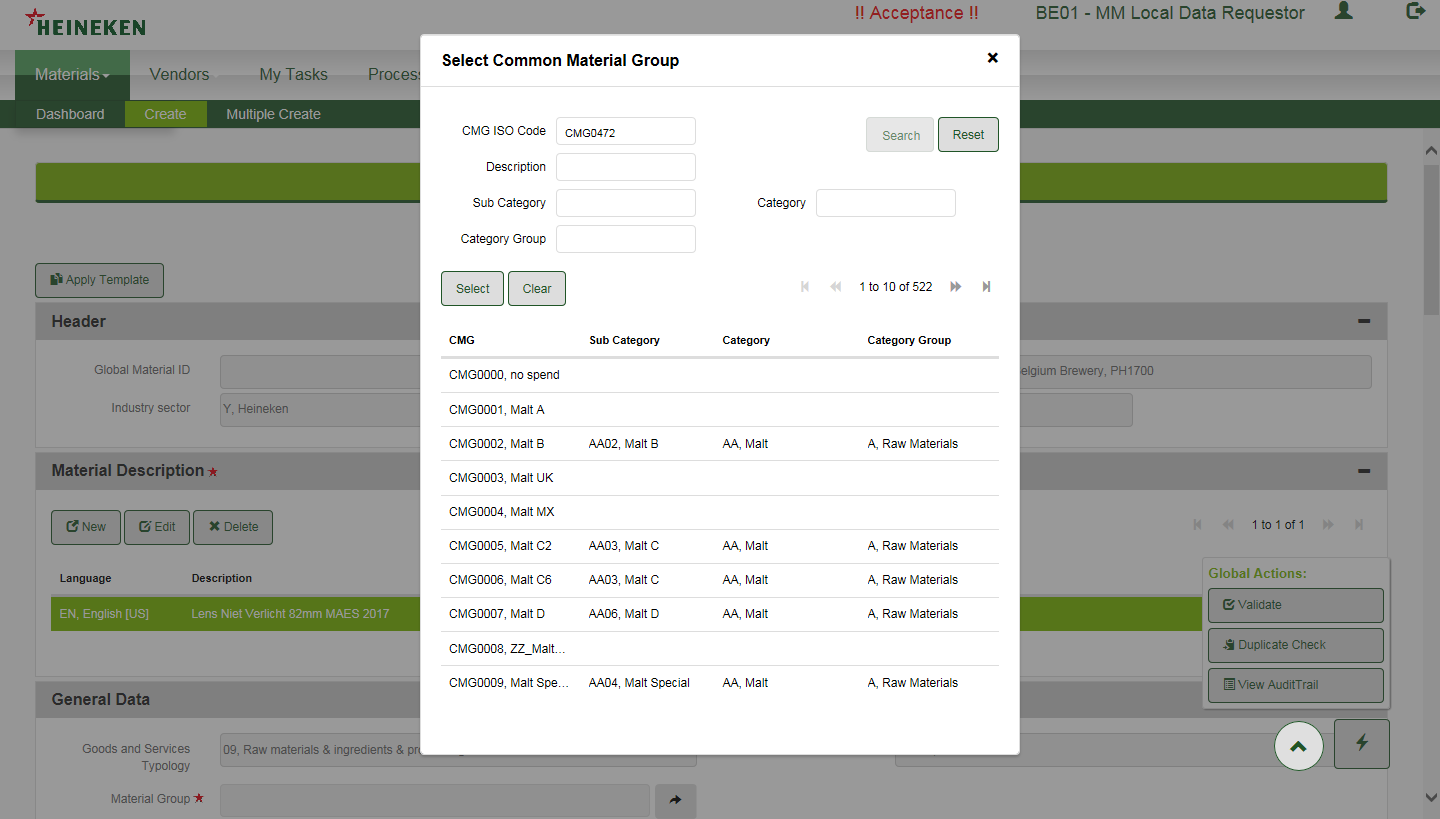 HEINEKEN
!! Acceptance !!
BE01 - MM Local Data Requestor
Materials
Vendors
My Tasks
Process
Dashboard
Create
Multiple Create
Select Common Material Group
CMG ISO Code
CMG0472
Search
Reset
Description
Sub Category
Category
Category Group
Select
Clear
1 to 10 of 522
CMG Sub Category Category Category Group
CMG0000, no spend
CMG0001, Malt A
CMG0002, Malt B AA02, Malt B AA, Malt A, Raw Materials
CMG0003, Malt UK
CMG0004, Malt MX
CMG0005, Malt C2 AA03, Malt C AA, Malt A, Raw Materials
CMG0006, Malt C6 AA03, Malt C AA, Malt A, Raw Materials
CMG0007, Malt D AA06, Malt D AA, Malt A, Raw Materials
CMG0008, ZZ_Malt...
CMG0009, Malt Spe... AA04, Malt Special AA, Malt A, Raw Materials
Apply Template
Header
Global Material ID
elgium Brewery, PH1700
Industry sector
Y, Heineken
Material Description
New
Edit
Delete
1 to 1 of 1
Language Description
EN, English [US] Lens Niet Verlicht 82mm MAES 2017
Global Actions:
Validate
Duplicate Check
View AuditTrail
General Data
Goods and Services
Typology
09, Raw materials & ingredients & pro
Material Group